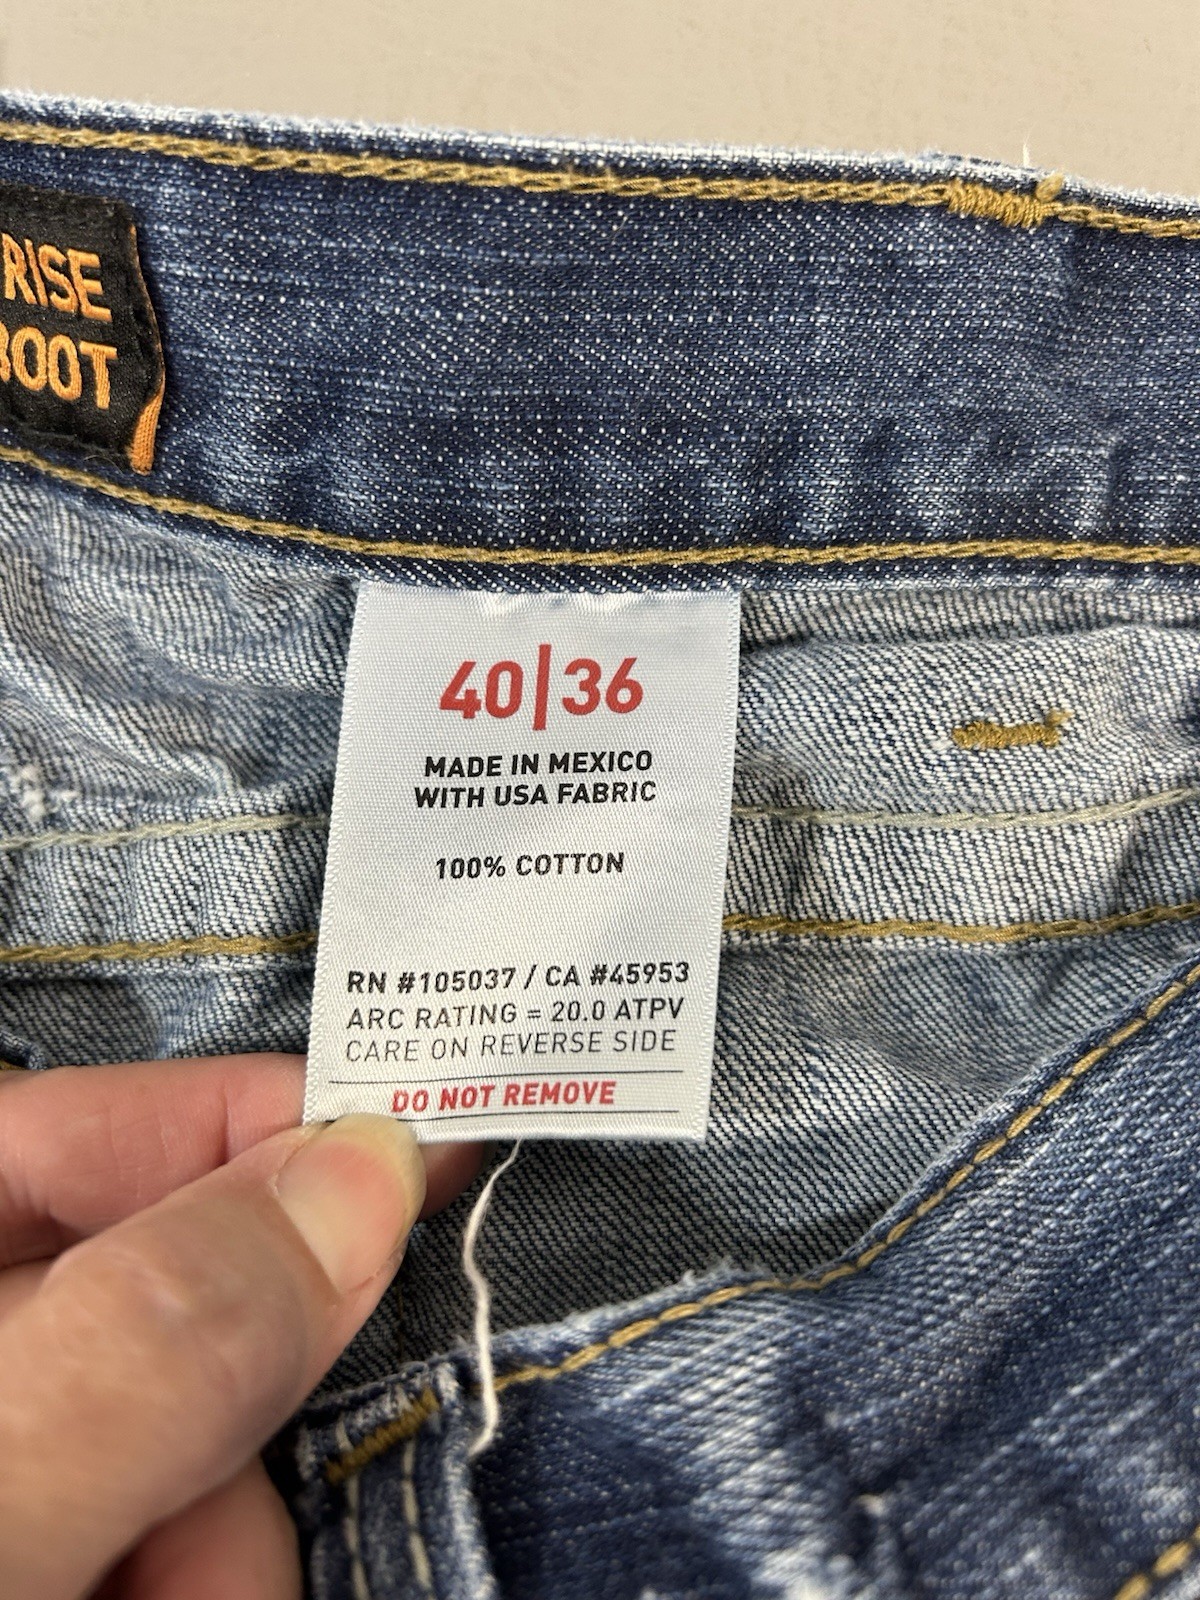 RISE
BOOT
40|36
MADE IN MEXICO
WITH USA FABRIC
100% COTTON
RN #105037 / CA #45953
ARC RATING = 20.0 ATPV
CARE ON REVERSE SIDE
DO NOT REMOVE